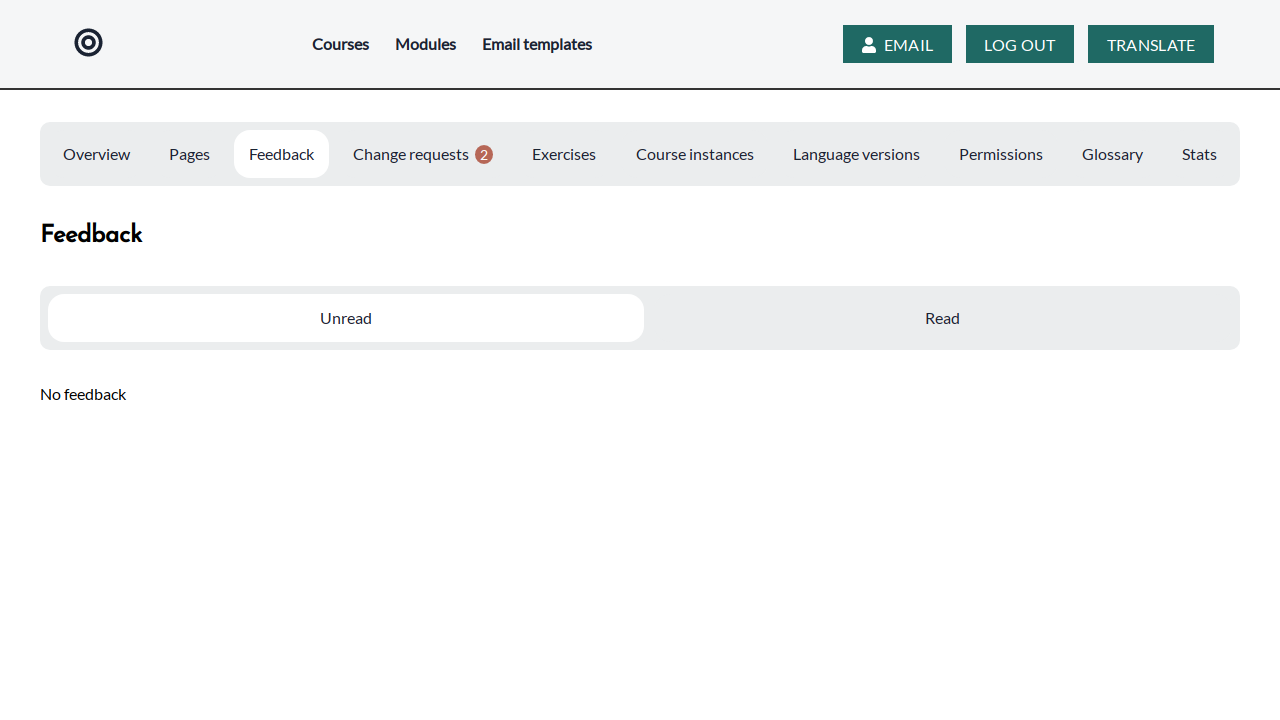 Courses Modules Email templates EMAIL LOG OUT TRANSLATE
Overview Pages Feedback Change requests 2 Exercises Course instances Language versions Permissions Glossary Stats
Feedback
Unread Read
No feedback